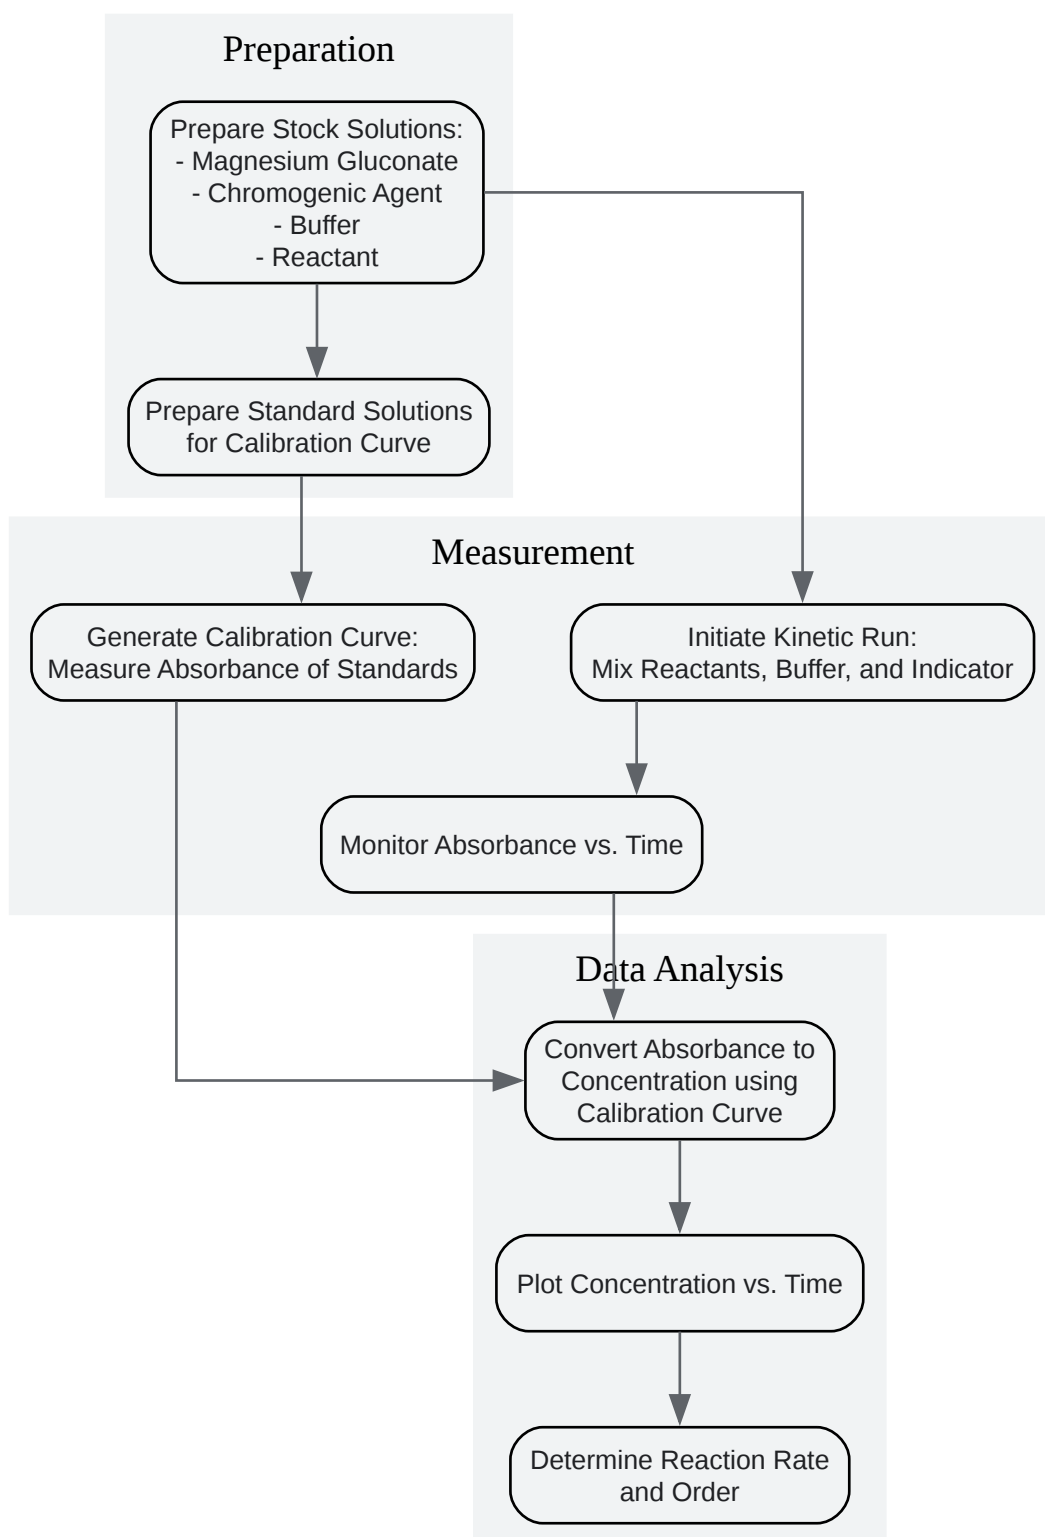 Preparation
Prepare Stock Solutions:
- Magnesium Gluconate
- Chromogenic Agent
- Buffer
- Reactant
Prepare Standard Solutions
for Calibration Curve
Measurement
Generate Calibration Curve:
Measure Absorbance of Standards
Initiate Kinetic Run:
Mix Reactants, Buffer, and Indicator
Monitor Absorbance vs. Time
Data Analysis
Convert Absorbance to
Concentration using
Calibration Curve
Plot Concentration vs. Time
Determine Reaction Rate
and Order